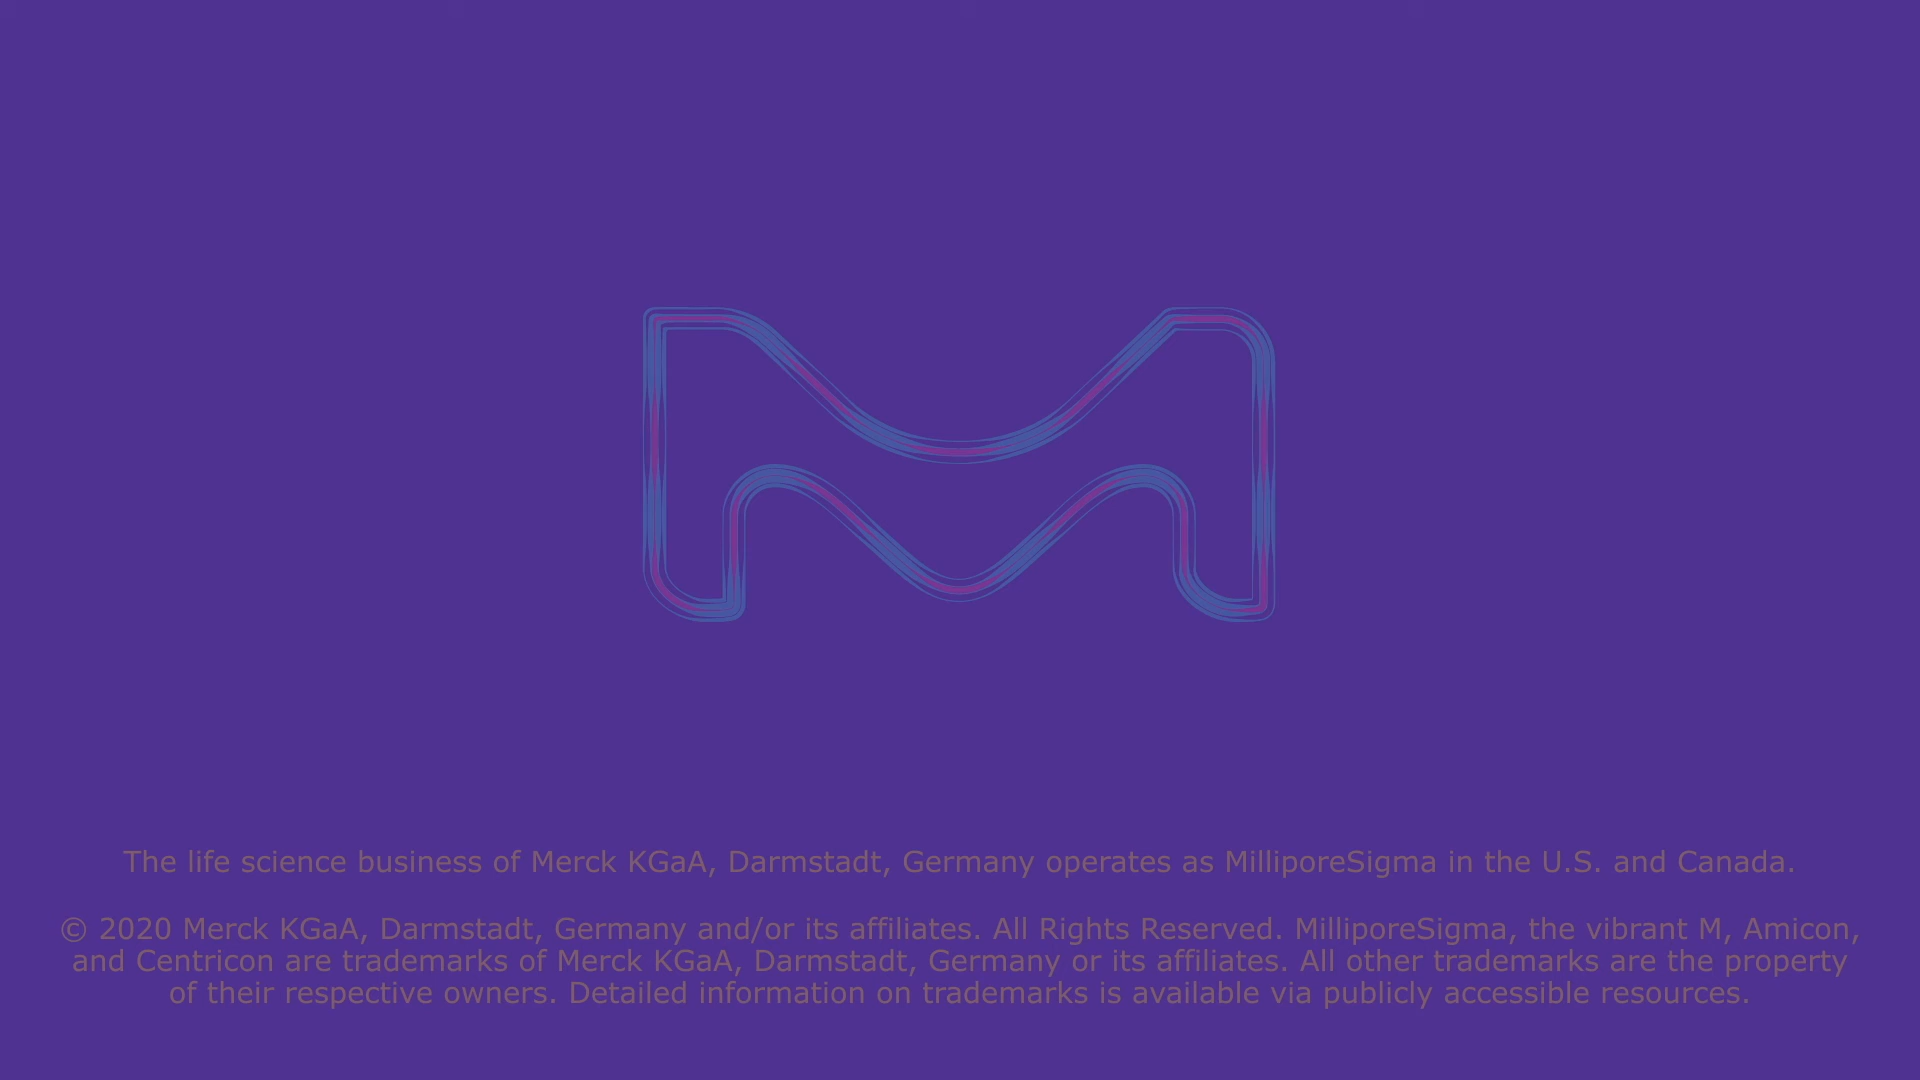 The life science business of Merck KGaA, Darmstadt, Germany operates as MilliporeSigma in the U.S. and Canada.
© 2020 Merck KGaA, Darmstadt, Germany and/or its affiliates. All Rights Reserved. MilliporeSigma, the vibrant M, Amicon,
and Centricon are trademarks of Merck KGaA, Darmstadt, Germany or its affiliates. All other trademarks are the property
of their respective owners. Detailed information on trademarks is available via publicly accessible resources.